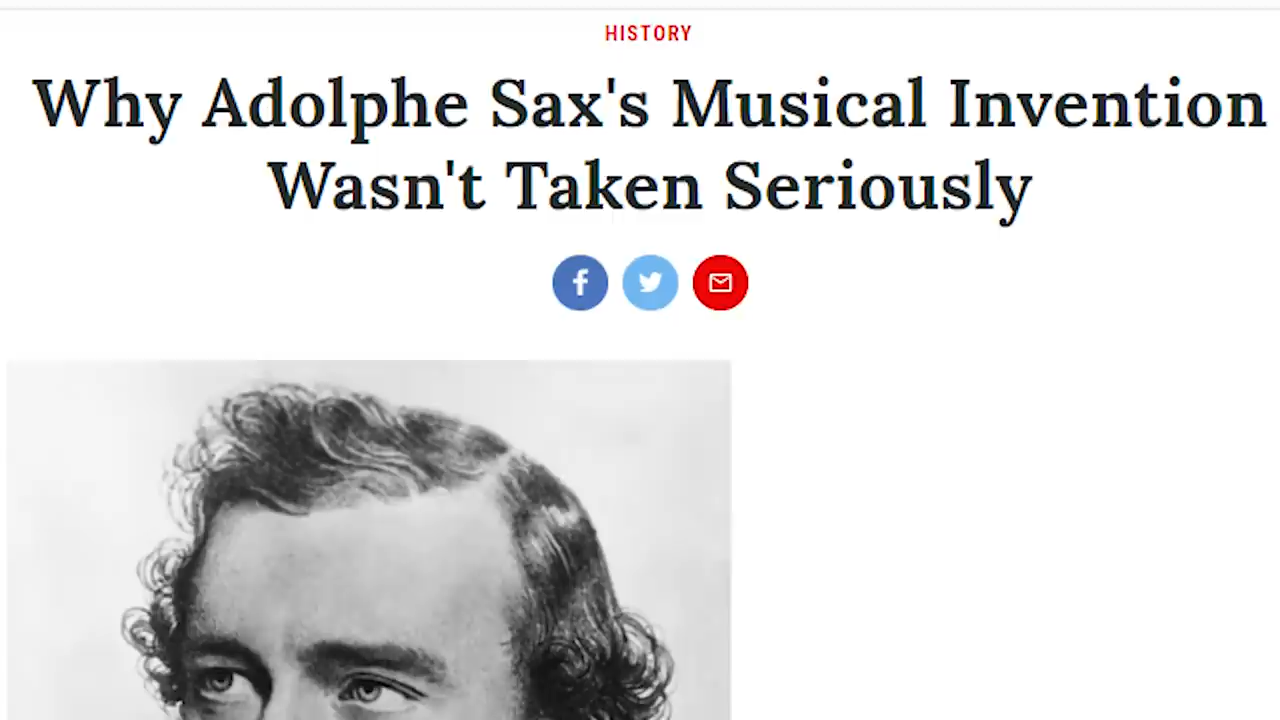 HISTORY
Why Adolphe Sax's Musical Invention
Wasn't Taken Seriously